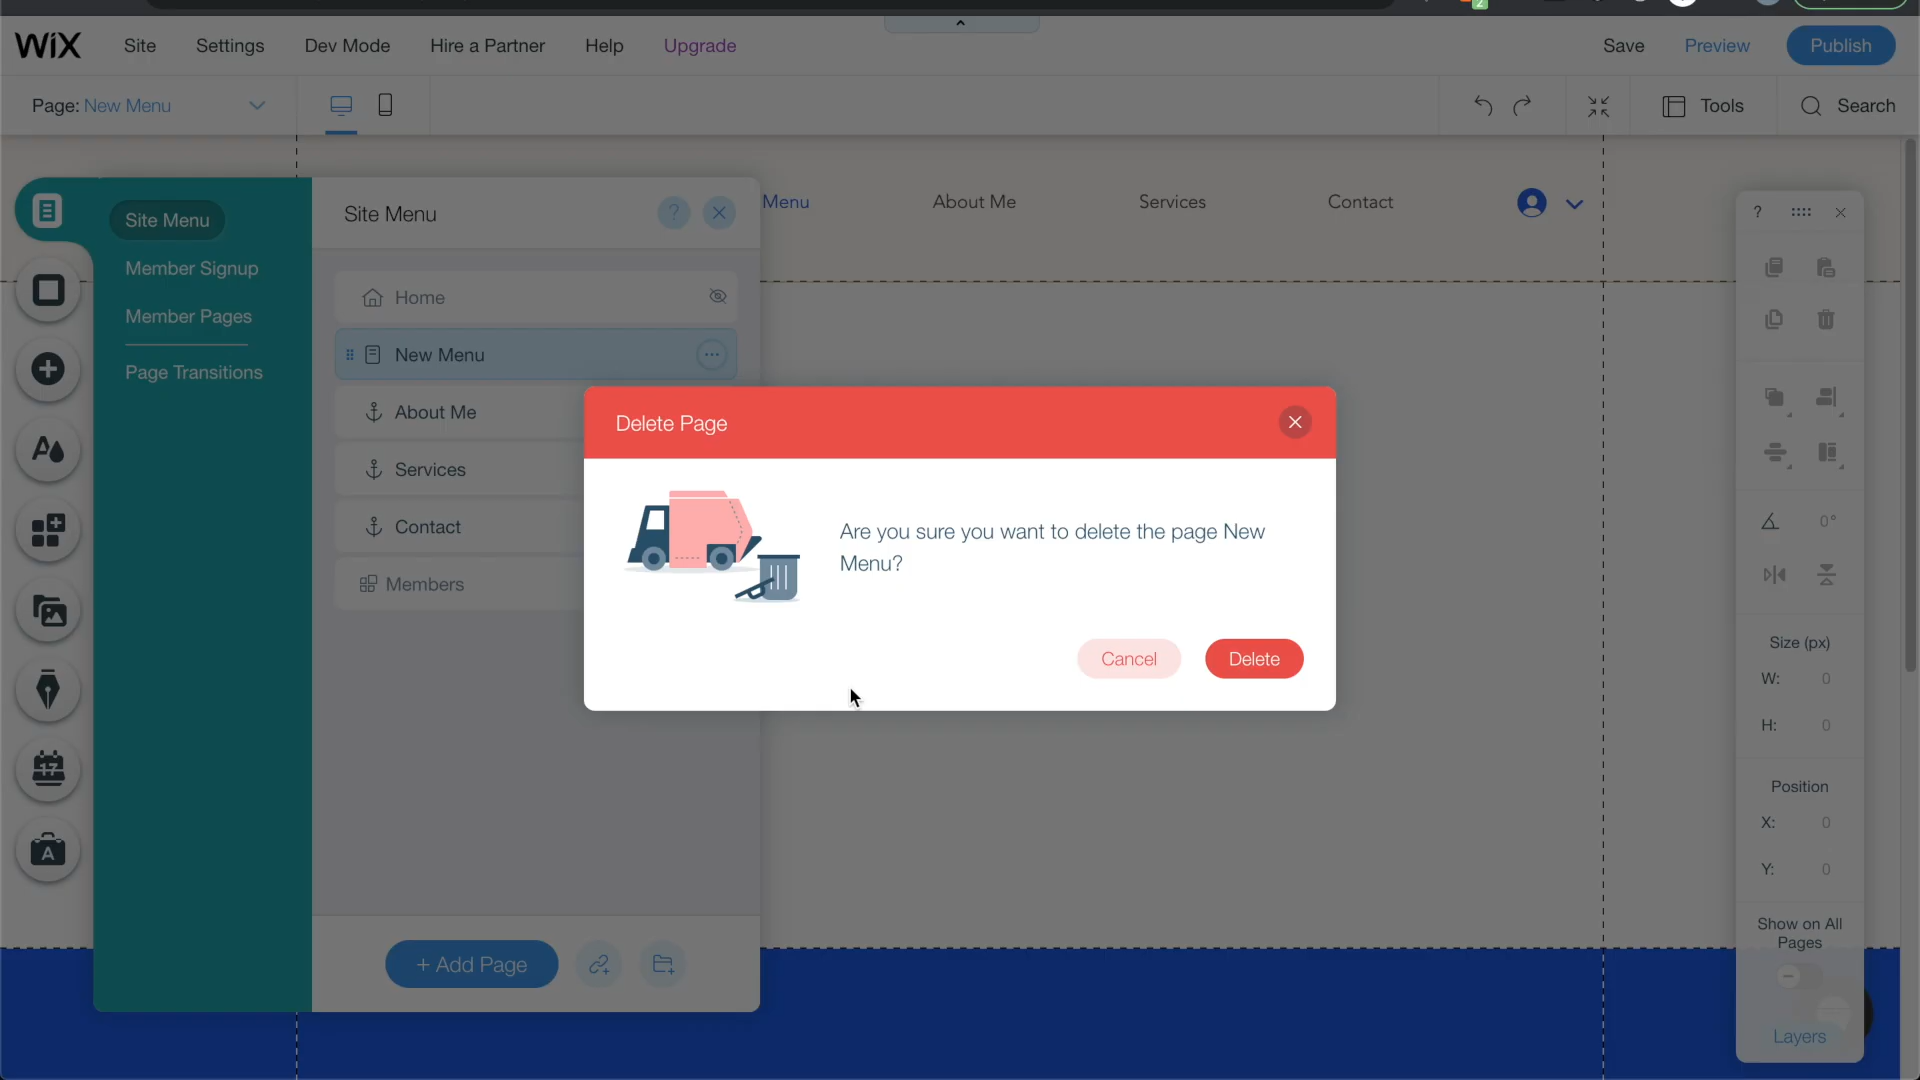 2
WiX
Site
Settings
Dev Mode
Hire a Partner
Help
Upgrade
Save
Preview
Publish
Page: New Menu
Tools
Search
Site Menu
Member Signup
Member Pages
Page Transitions
Site Menu
?
Menu
About Me
Services
Contact
Home
New Menu
About Me
Services
Contact
Members
+ Add Page
Delete Page
Are you sure you want to delete the page New
Menu?
Cancel
Delete
?
0°
Size (px)
W: 0
H: 0
Position
X: 0
Y: 0
Show on All
Pages
Layers
17
A
A